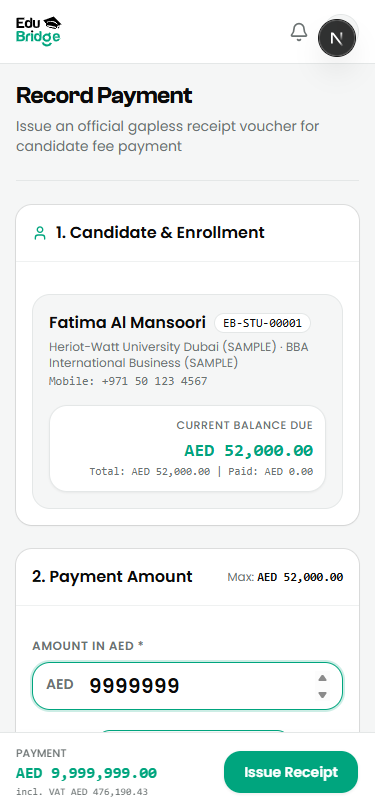 Edu
Bridge
N
Record Payment
Issue an official gapless receipt voucher for
candidate fee payment
1. Candidate & Enrollment
Fatima Al Mansoori EB-STU-00001
Heriot-Watt University Dubai (SAMPLE) · BBA
International Business (SAMPLE)
Mobile: +971 50 123 4567
CURRENT BALANCE DUE
AED 52,000.00
Total: AED 52,000.00 | Paid: AED 0.00
2. Payment Amount Max: AED 52,000.00
AMOUNT IN AED *
AED 9999999
PAYMENT
AED 9,999,999.00
incl. VAT AED 476,190.43
Issue Receipt